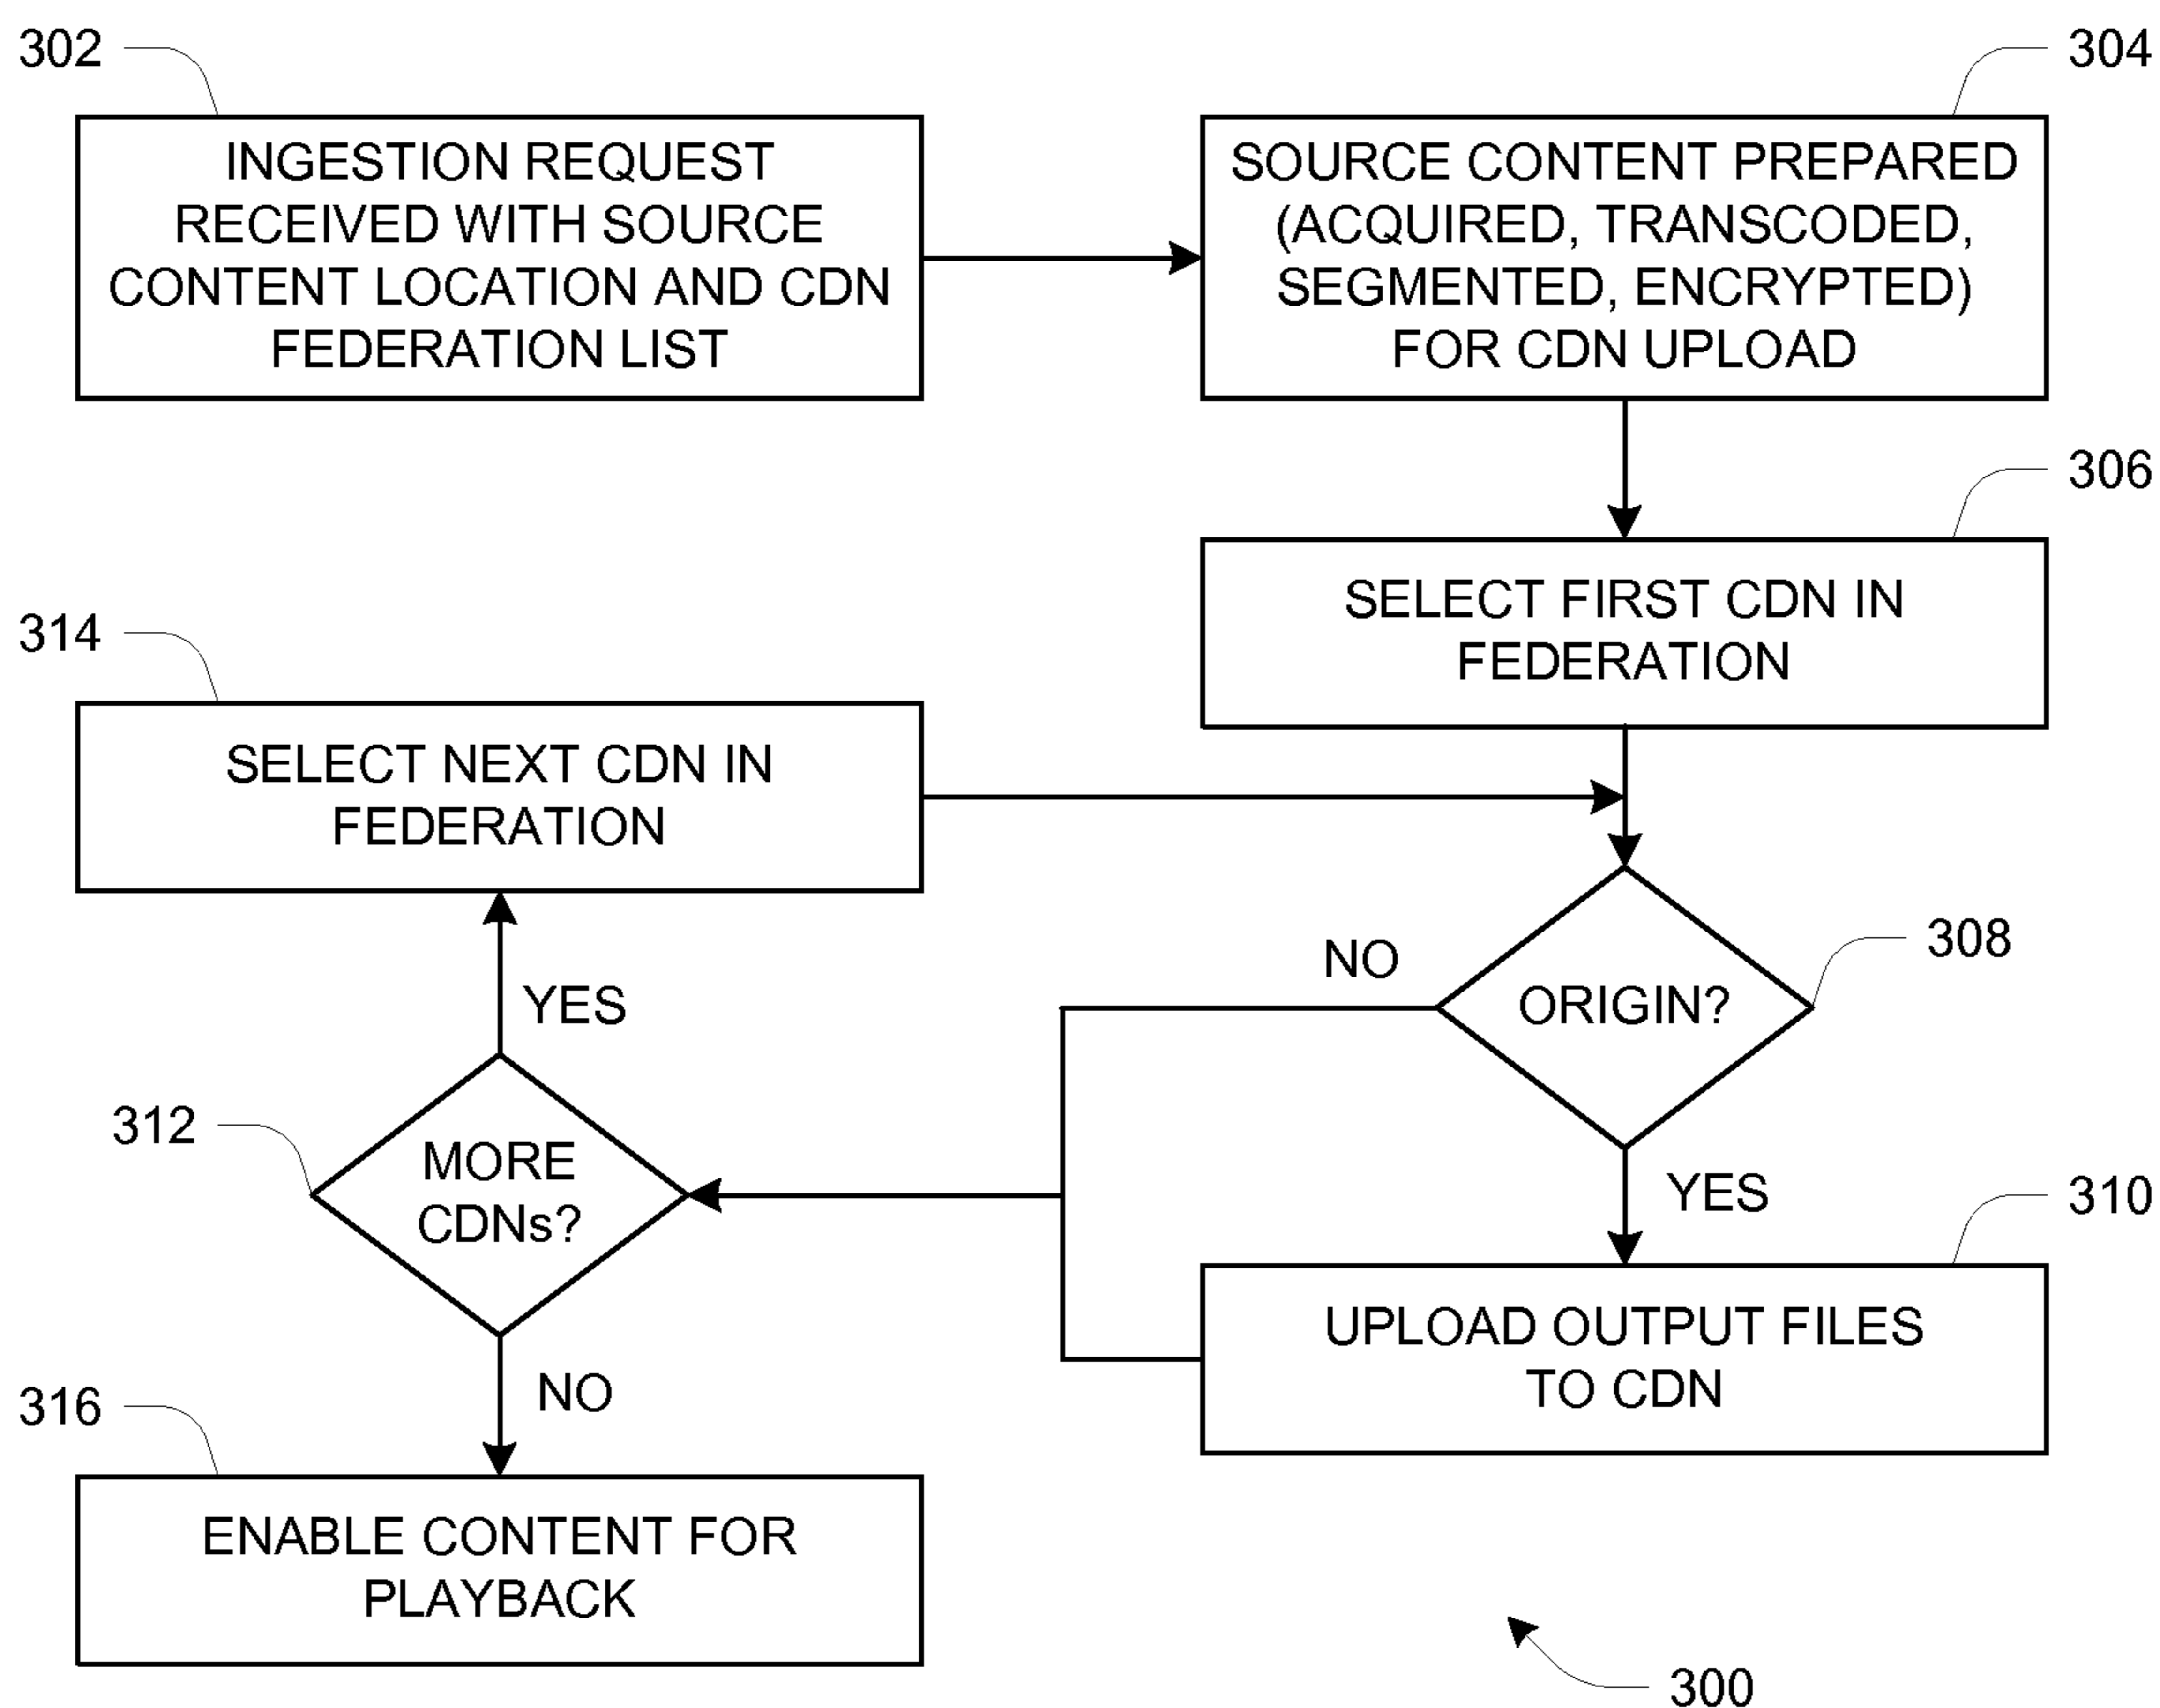 302
INGESTION REQUEST
RECEIVED WITH SOURCE
CONTENT LOCATION AND CDN
FEDERATION LIST
304
SOURCE CONTENT PREPARED
(ACQUIRED, TRANSCODED,
SEGMENTED, ENCRYPTED)
FOR CDN UPLOAD
306
SELECT FIRST CDN IN
FEDERATION
314
SELECT NEXT CDN IN
FEDERATION
308
ORIGIN?
NO
YES
310
UPLOAD OUTPUT FILES
TO CDN
312
MORE
CDNs?
YES
NO
316
ENABLE CONTENT FOR
PLAYBACK
300